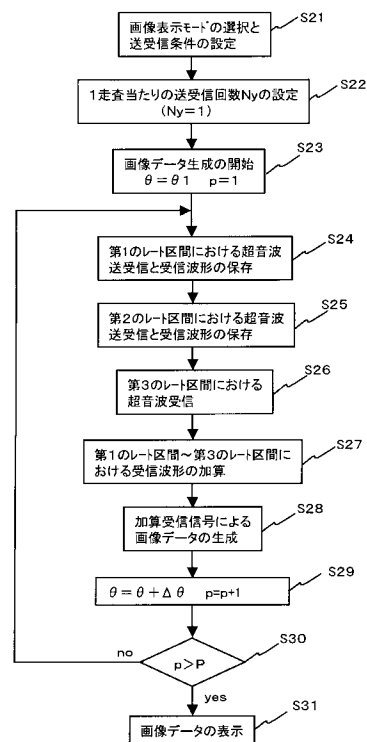 画像表示モードの選択と
送受信条件の設定
S21
1走査当たりの送受信回数Nyの設定
(Ny=1)
S22
画像データ生成の開始
θ=θ1 p=1
S23
第1のレート区間における超音波
送受信と受信波形の保存
S24
第2のレート区間における超音波
送受信と受信波形の保存
S25
第3のレート区間における
超音波受信
S26
第1のレート区間~第3のレート区間に
おける受信波形の加算
S27
加算受信信号による
画像データの生成
S28
θ=θ+Δθ p=p+1
S29
no
p>P
S30
yes
画像データの表示
S31